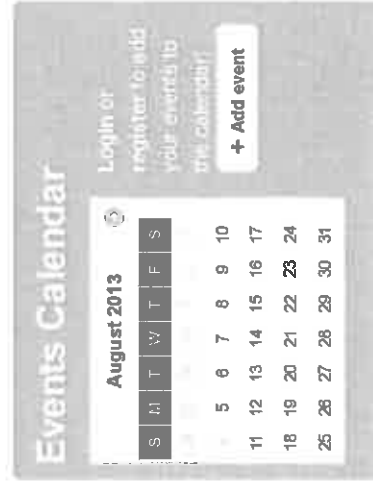 Events Calendar
August 2013
S M T W T F S
5 6 7 8 9 10
11 12 13 14 15 16 17
18 19 20 21 22 23 24
25 26 27 28 29 30 31
Login or
register to add
your events to
the calendar
+ Add event